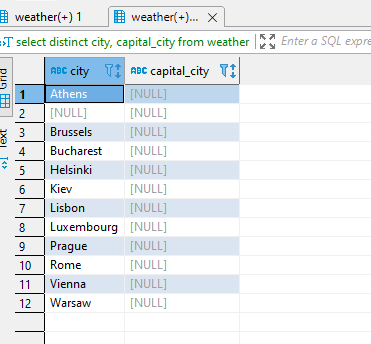 weather(+) 1
weather(+)...
select distinct city, capital_city from weather
Enter a SQL expre
Grid
Text
ABC city ABC capital_city
1 Athens [NULL]
2 [NULL] [NULL]
3 Brussels [NULL]
4 Bucharest [NULL]
5 Helsinki [NULL]
6 Kiev [NULL]
7 Lisbon [NULL]
8 Luxembourg [NULL]
9 Prague [NULL]
10 Rome [NULL]
11 Vienna [NULL]
12 Warsaw [NULL]